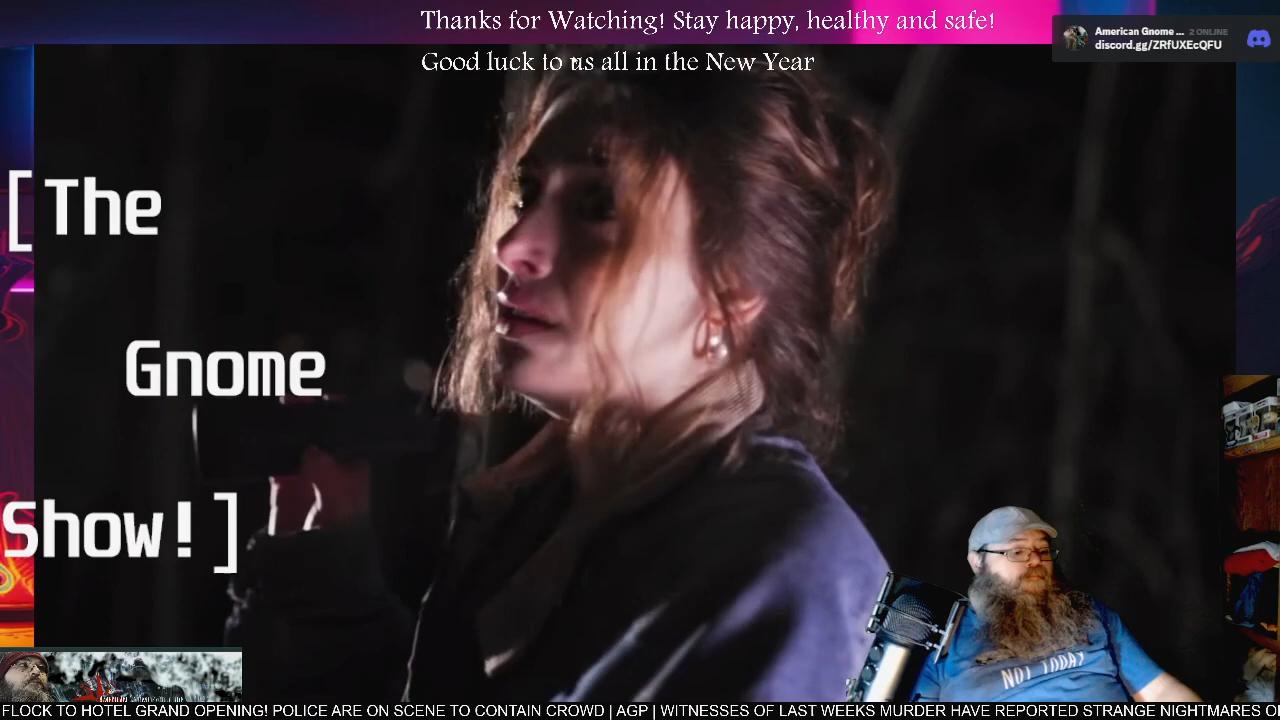 Thanks for Watching! Stay happy, healthy and safe!
Good luck to us all in the New Year
American Gnome ... 2 ONLINE
discord.gg/ZRfUXEcQFU
[The
Gnome
Show!]
NOT TODAY
FLOCK TO HOTEL GRAND OPENING! POLICE ARE ON SCENE TO CONTAIN CROWD | AGP | WITNESSES OF LAST WEEKS MURDER HAVE REPORTED STRANGE NIGHTMARES O